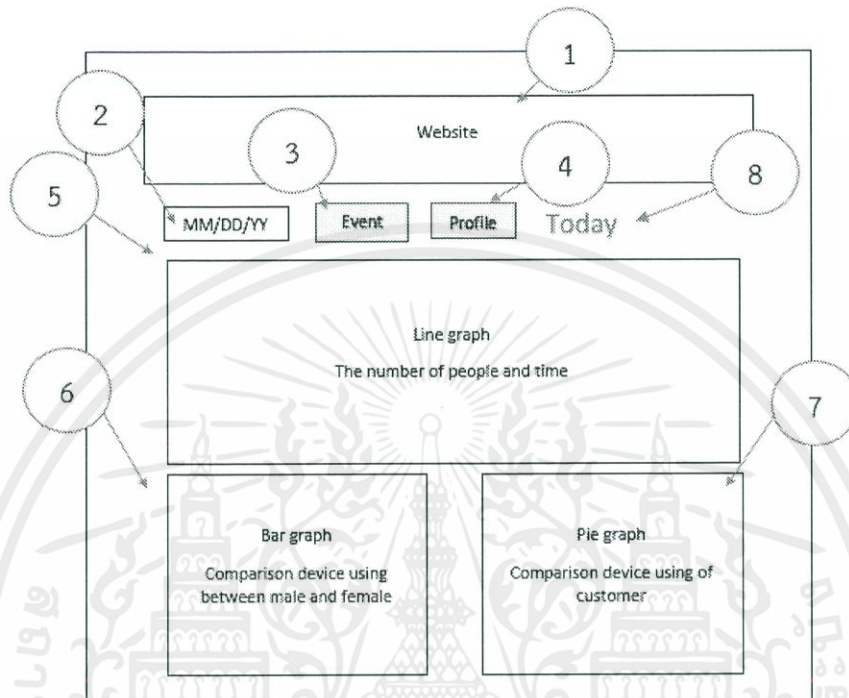 1
Website
2
3
4
8
5
MM/DD/YY
Event
Profile
Today
Line graph
The number of people and time
6
7
Bar graph
Comparison device using
between male and female
Pie graph
Comparison device using of
customer